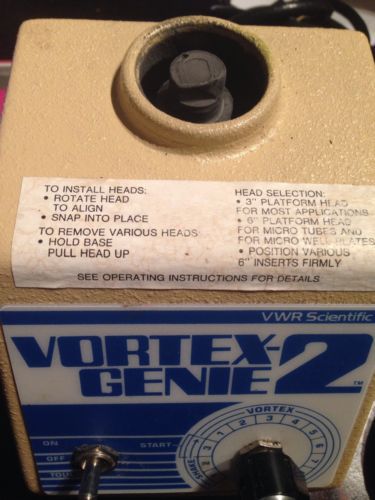 TO INSTALL HEADS:
• ROTATE HEAD
TO ALIGN
• SNAP INTO PLACE
TO REMOVE VARIOUS HEADS
• HOLD BASE
PULL HEAD UP
HEAD SELECTION:
• 3" PLATFORM HEAD
FOR MOST APPLICATIONS
• 6" PLATFORM HEAD
FOR MICRO TUBES AND
FOR MICRO WELL PLATES
• POSITION VARIOUS
6" INSERTS FIRMLY
SEE OPERATING INSTRUCTIONS FOR DETAILS
VWR Scientific
VORTEX-
GENIE 2™
ON
OFF
START
VORTEX
SHAKE
1 2 3 4 5 6 7